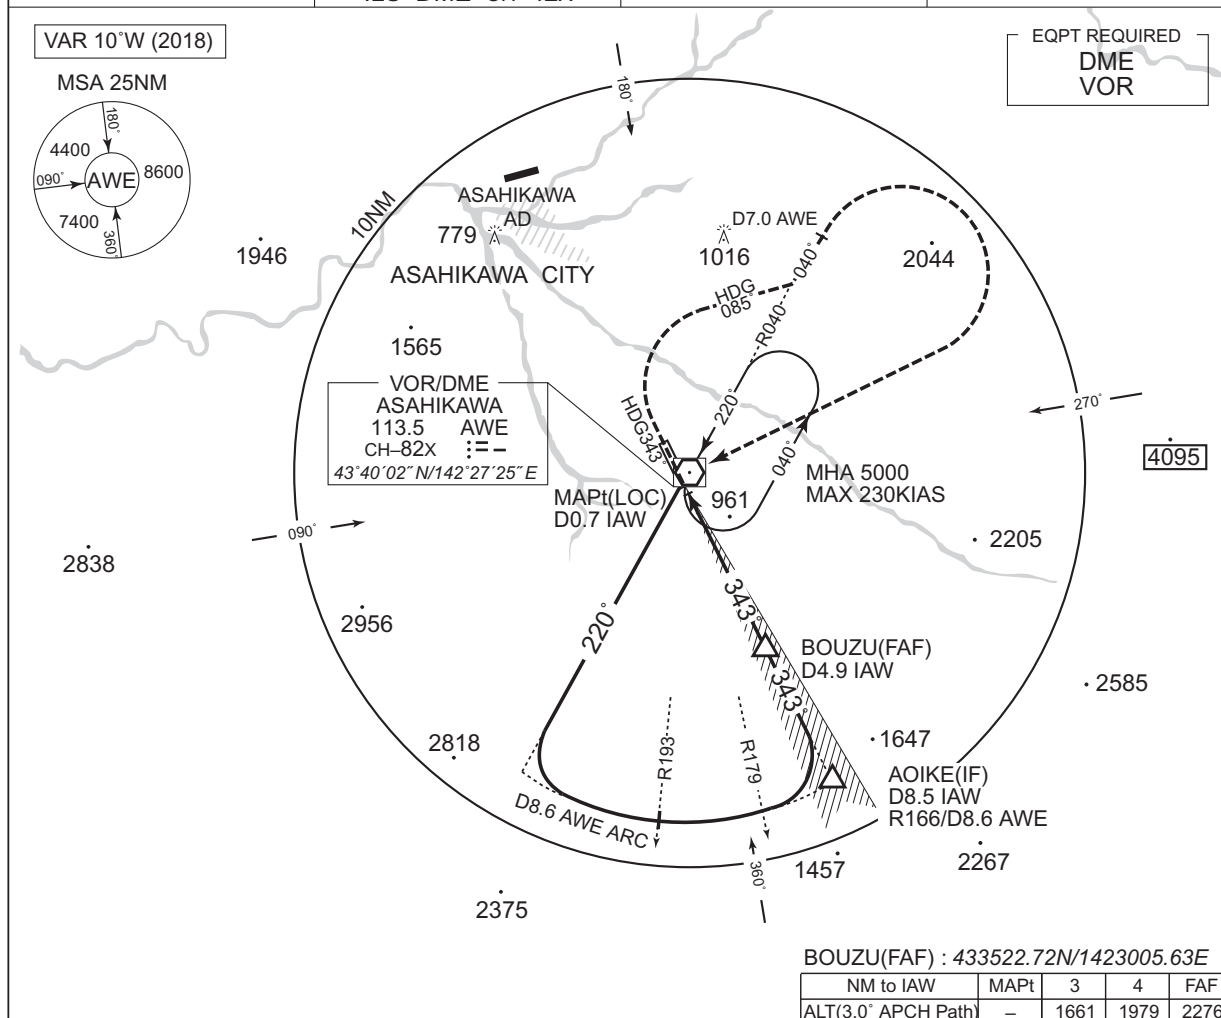 VAR 10°W (2018)
MSA 25NM
180°
4400
8600
090°
AWE
7400
360°
EQPT REQUIRED
DME
VOR
180°
10NM
ASAHIKAWA
AD
779
ASAHIKAWA CITY
D7.0 AWE
1016
040°
2044
1946
HDG
085°
R040
1565
VOR/DME
ASAHIKAWA
113.5 AWE
CH–82X
43°40′02″N/142°27′25″E
HDG343°
220°
040°
270°
4095
MHA 5000
MAX 230KIAS
MAPt(LOC)
D0.7 IAW
961
090°
2838
2205
2956
220°
343°
BOUZU(FAF)
D4.9 IAW
343°
2585
2818
R193
R179
1647
AOIKE(IF)
D8.5 IAW
R166/D8.6 AWE
D8.6 AWE ARC
360°
1457
2267
2375
BOUZU(FAF) : 433522.72N/1423005.63E
NM to IAW MAPt 3 4 FAF
ALT(3.0° APCH Path) – 1661 1979 2276